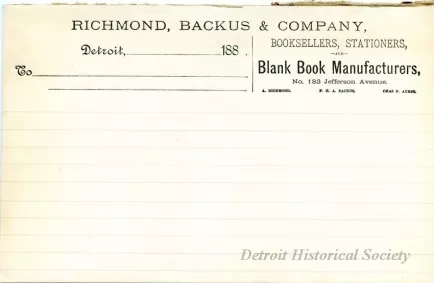 RICHMOND, BACKUS & COMPANY,
Detroit, 188 .
To
BOOKSELLERS, STATIONERS,
AND
Blank Book Manufacturers,
No. 183 Jefferson Avenue.
A. RICHMOND. F. H. A. BACKUS. CHAS H. AYRES.
Detroit Historical Society